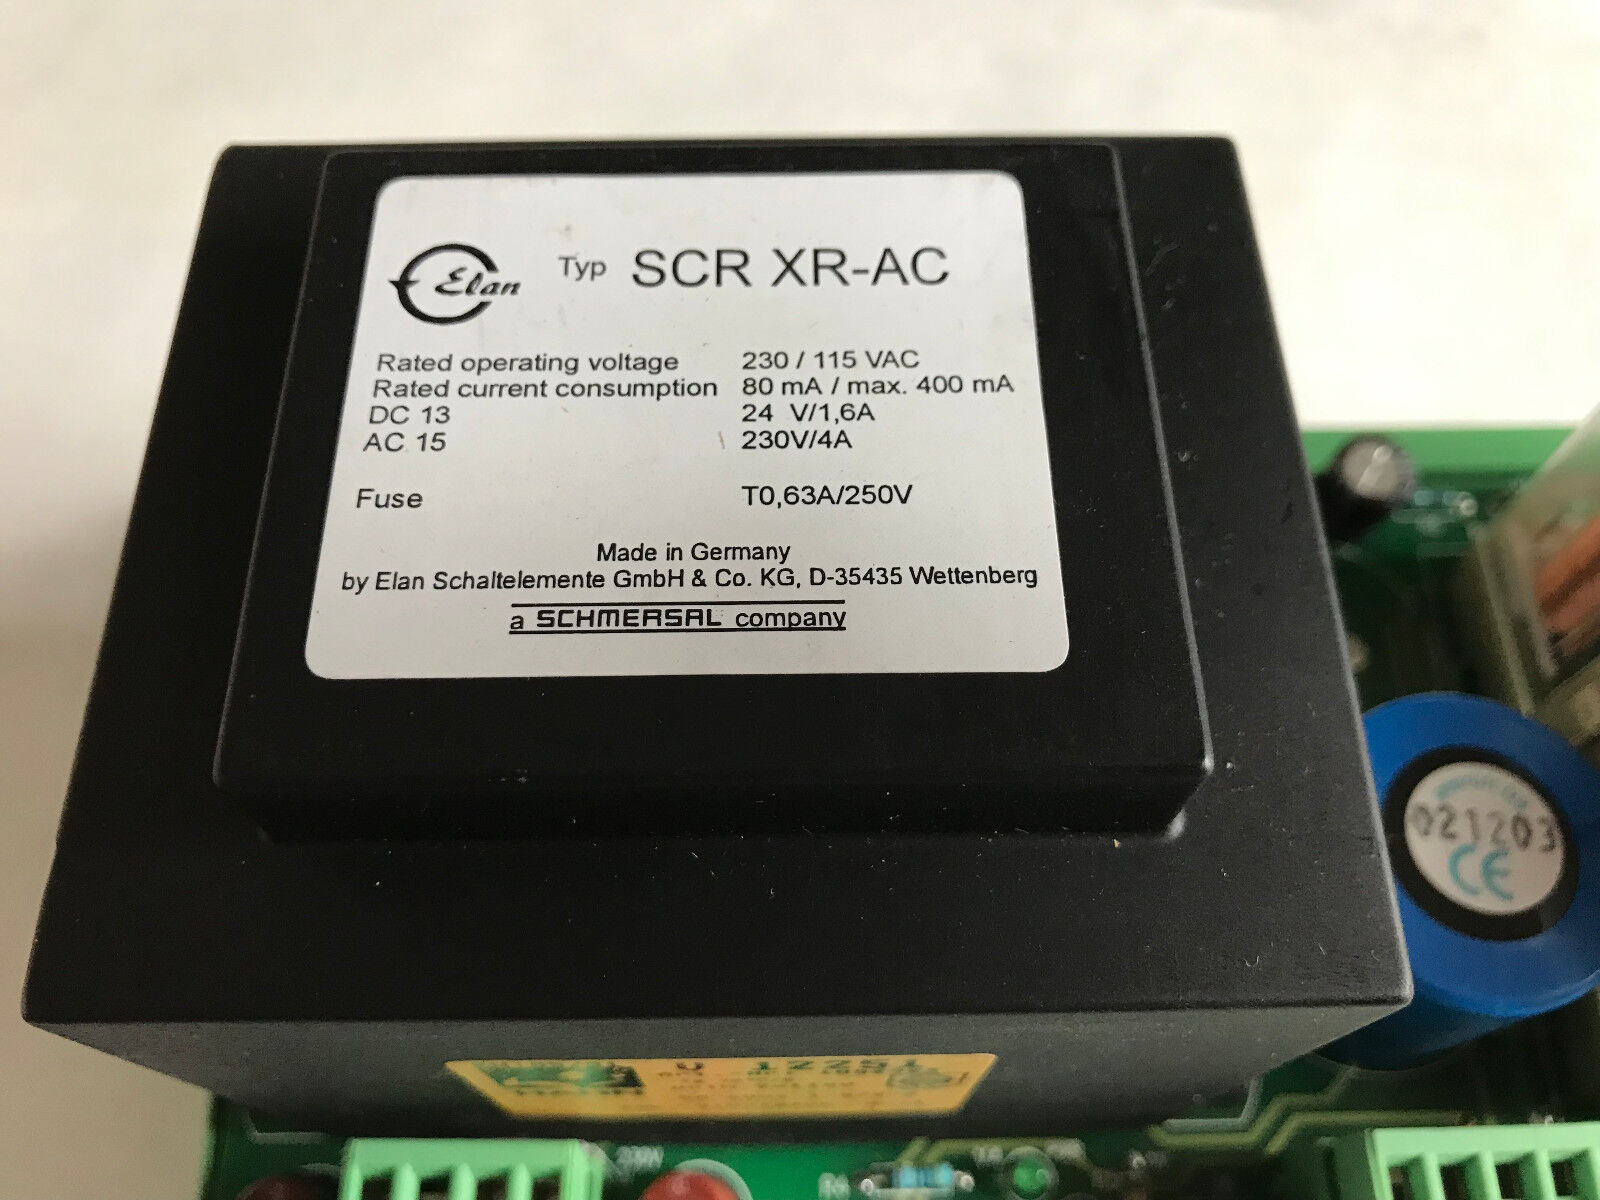 Elan Typ SCR XR-AC
Rated operating voltage 230 / 115 VAC
Rated current consumption 80 mA / max. 400 mA
DC 13 24 V/1,6A
AC 15 230V/4A
Fuse T0,63A/250V
Made in Germany
by Elan Schaltelemente GmbH & Co. KG, D-35435 Wettenberg
a SCHMERSAL company
021203
CE
V 12251